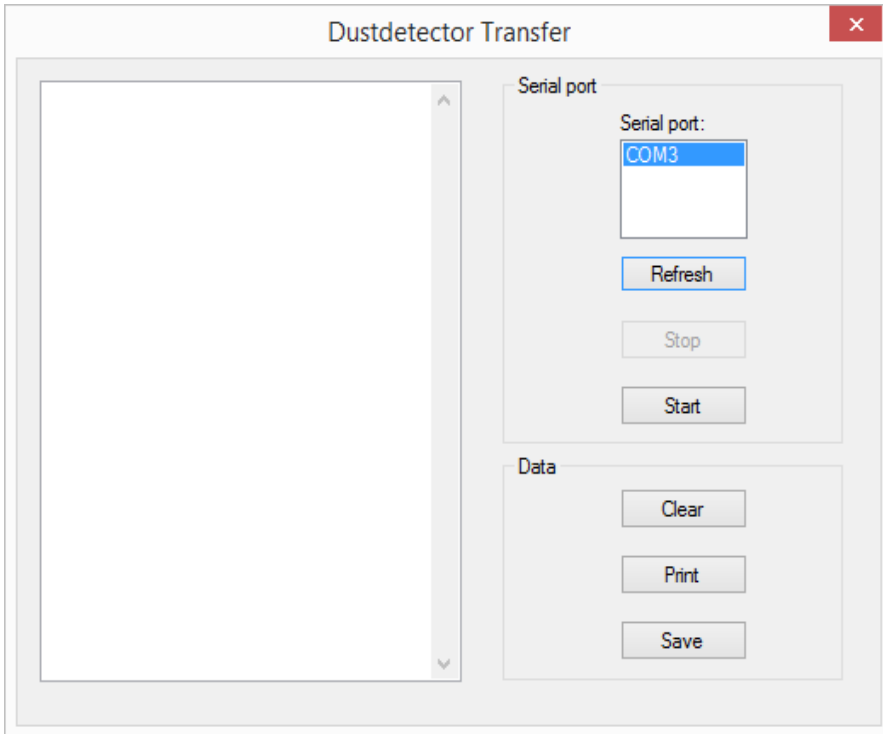 Dustdetector Transfer
Serial port
Serial port:
COM3
Refresh
Stop
Start
Data
Clear
Print
Save